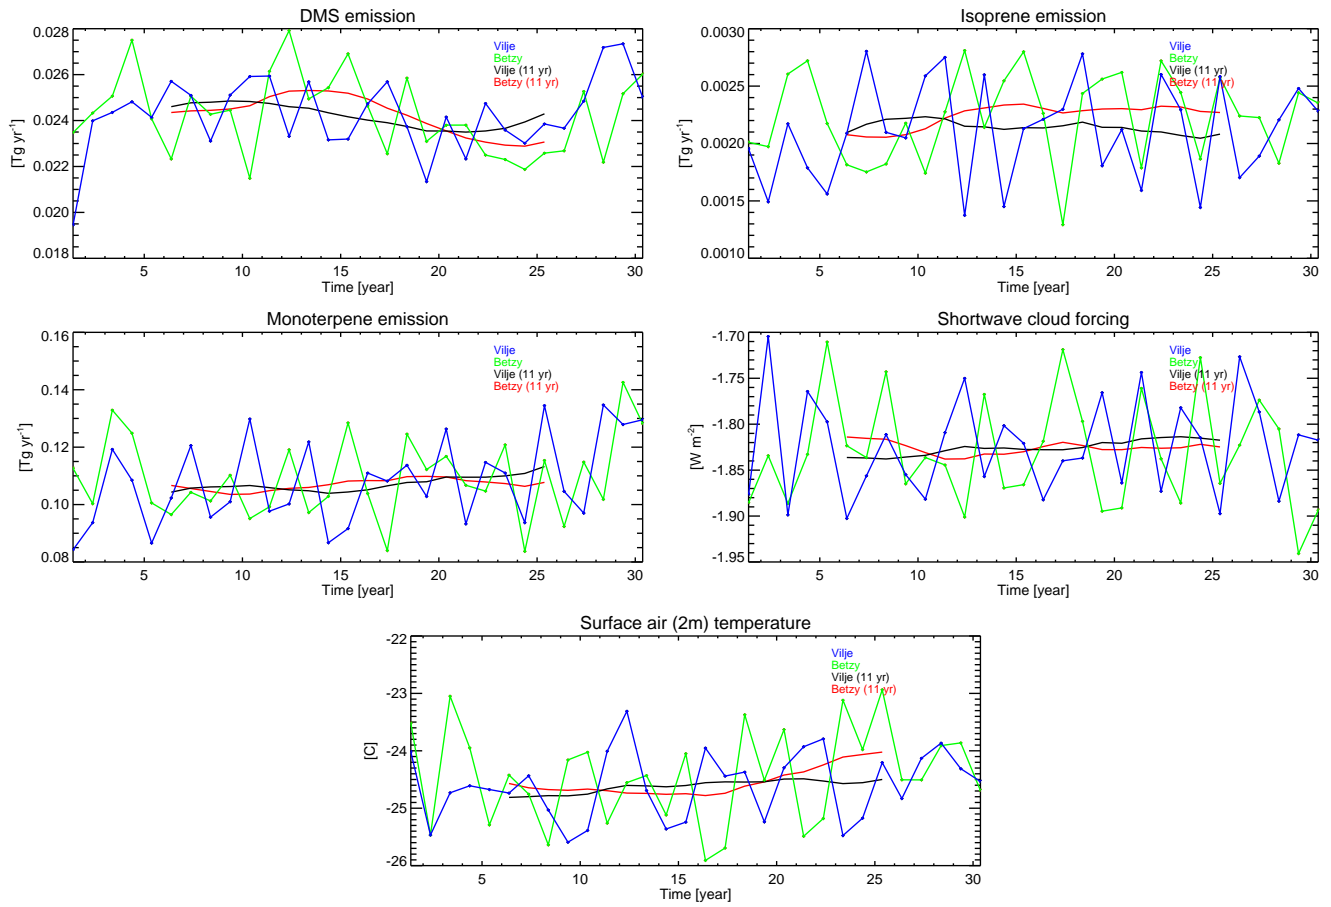 DMS emission
0.028
0.026
0.024
0.022
0.020
0.018
[Tg yr-1]
Vilje
Betzy
Vilje (11 yr)
Betzy (11 yr)
5 10 15 20 25 30
Time [year]
Isoprene emission
0.0030
0.0025
0.0020
0.0015
0.0010
[Tg yr-1]
Vilje
Betzy
Vilje (11 yr)
Betzy (11 yr)
5 10 15 20 25 30
Time [year]
Monoterpene emission
0.16
0.14
0.12
0.10
0.08
[Tg yr-1]
Vilje
Betzy
Vilje (11 yr)
Betzy (11 yr)
5 10 15 20 25 30
Time [year]
Shortwave cloud forcing
-1.70
-1.75
-1.80
-1.85
-1.90
-1.95
[W m-2]
Vilje
Betzy
Vilje (11 yr)
Betzy (11 yr)
5 10 15 20 25 30
Time [year]
Surface air (2m) temperature
-22
-23
-24
-25
-26
[C]
Vilje
Betzy
Vilje (11 yr)
Betzy (11 yr)
5 10 15 20 25 30
Time [year]